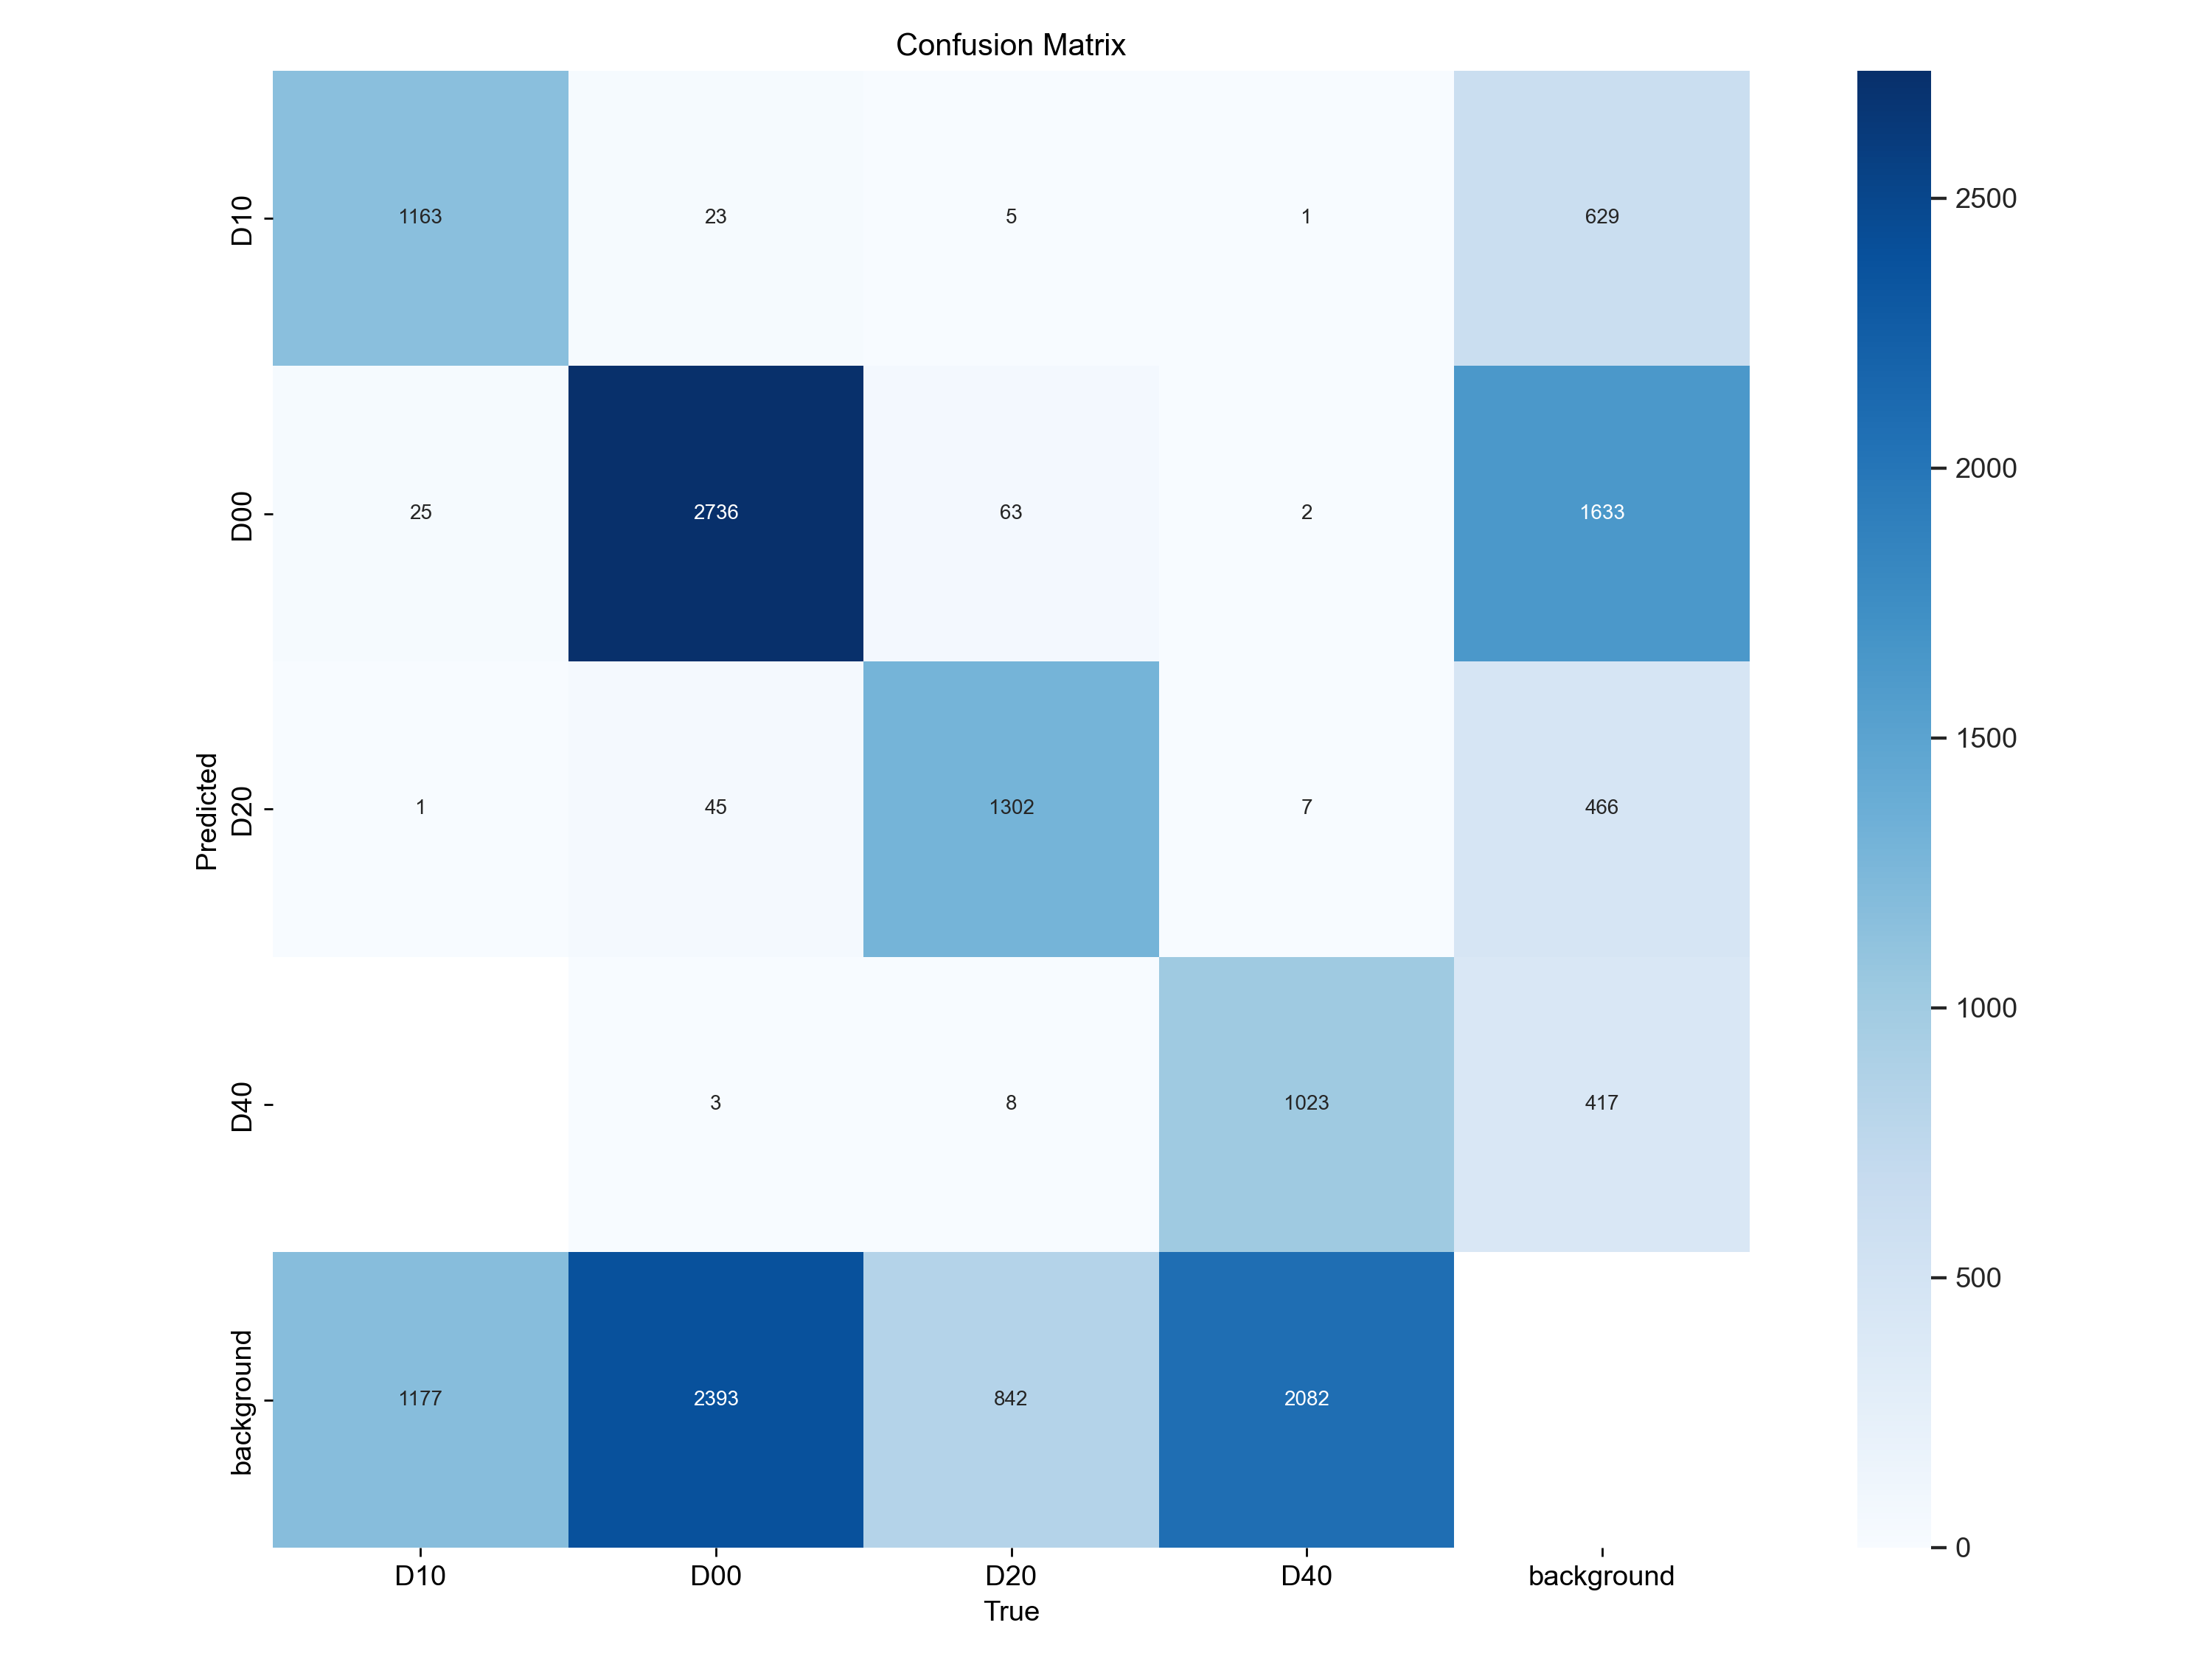 Confusion Matrix
D10 1163 23 5 1 629
D00 25 2736 63 2 1633
D20 1 45 1302 7 466
D40 3 8 1023 417
background 1177 2393 842 2082
Predicted
D10 D00 D20 D40 background
True
2500
2000
1500
1000
500
0